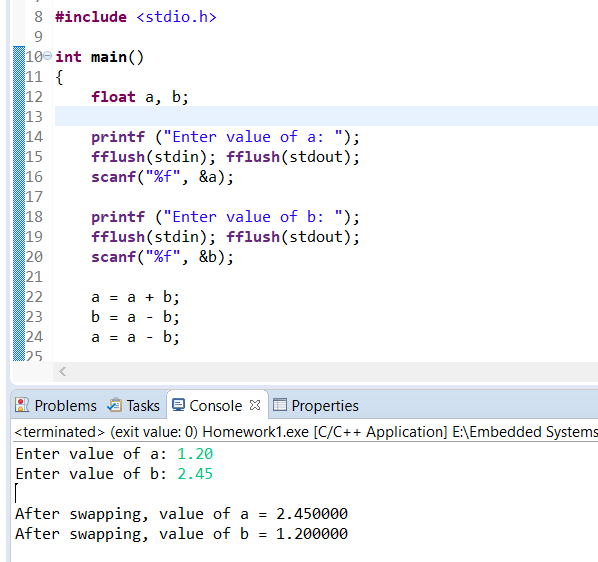 8 #include <stdio.h>
9
10 int main()
11 {
12     float a, b;
13
14     printf ("Enter value of a: ");
15     fflush(stdin); fflush(stdout);
16     scanf("%f", &a);
17
18     printf ("Enter value of b: ");
19     fflush(stdin); fflush(stdout);
20     scanf("%f", &b);
21
22     a = a + b;
23     b = a - b;
24     a = a - b;
25
Problems Tasks Console Properties
<terminated> (exit value: 0) Homework1.exe [C/C++ Application] E:\Embedded Systems
Enter value of a: 1.20
Enter value of b: 2.45
After swapping, value of a = 2.450000
After swapping, value of b = 1.200000